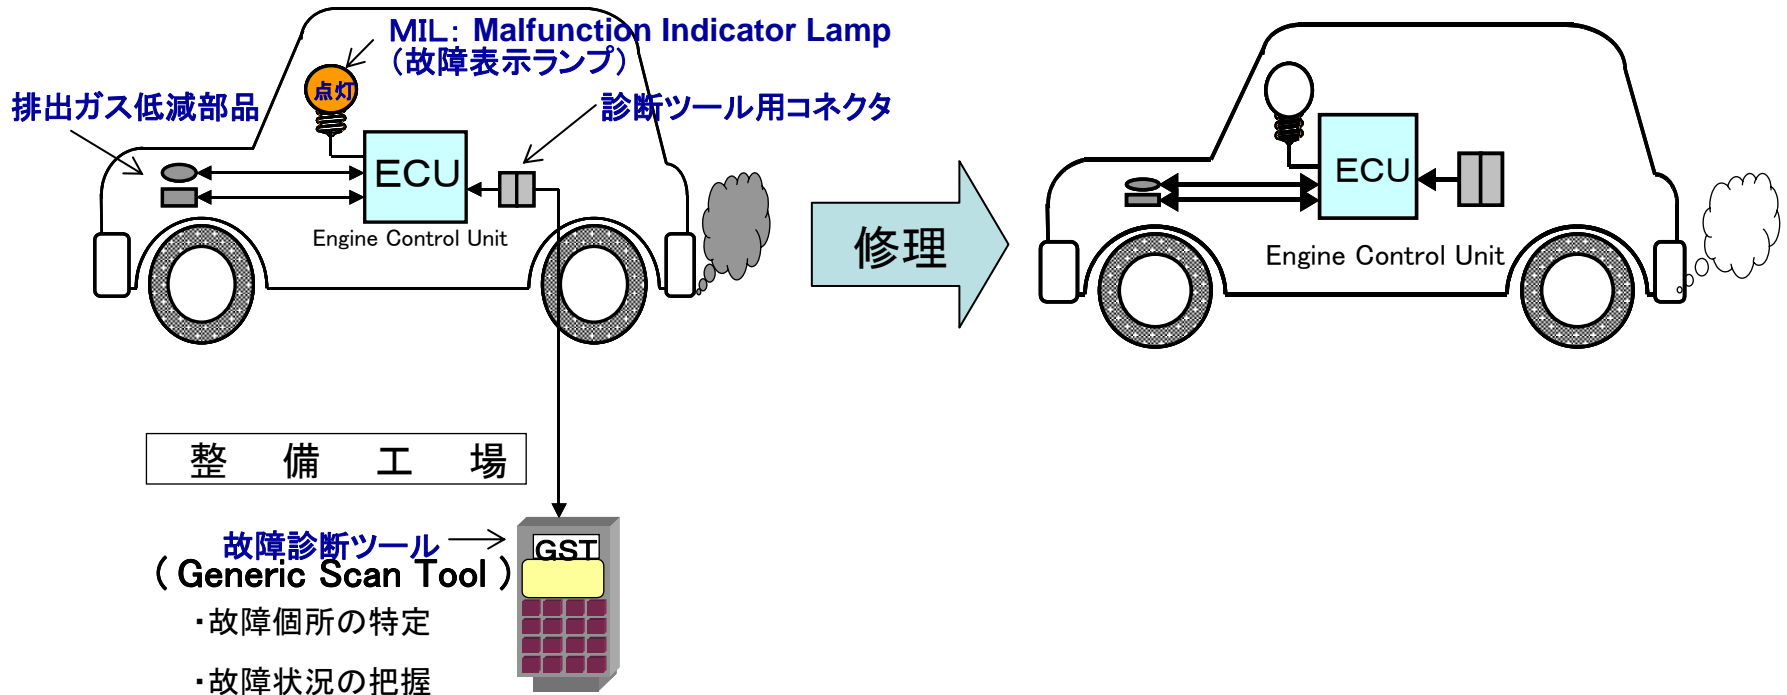 MIL: Malfunction Indicator Lamp
(故障表示ランプ)
点灯
排出ガス低減部品
診断ツール用コネクタ
ECU
Engine Control Unit
修理
ECU
Engine Control Unit
整備工場
故障診断ツール
( Generic Scan Tool )
GST
・故障個所の特定
・故障状況の把握